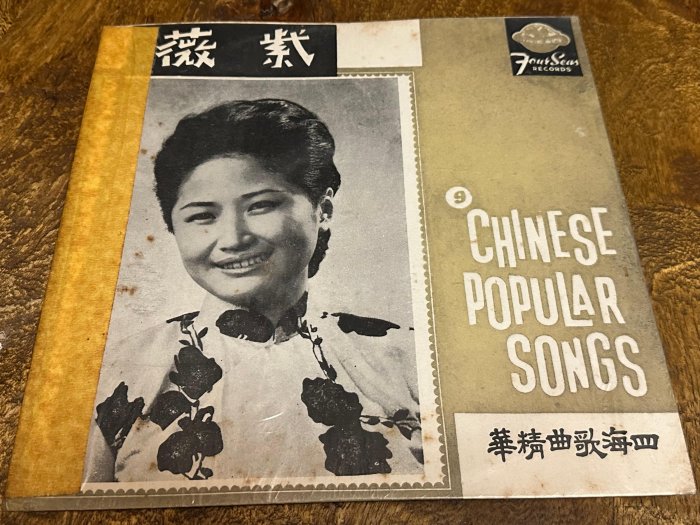 紫薇
Four Seas
RECORDS
9
CHINESE
POPULAR
SONGS
四海歌曲精華